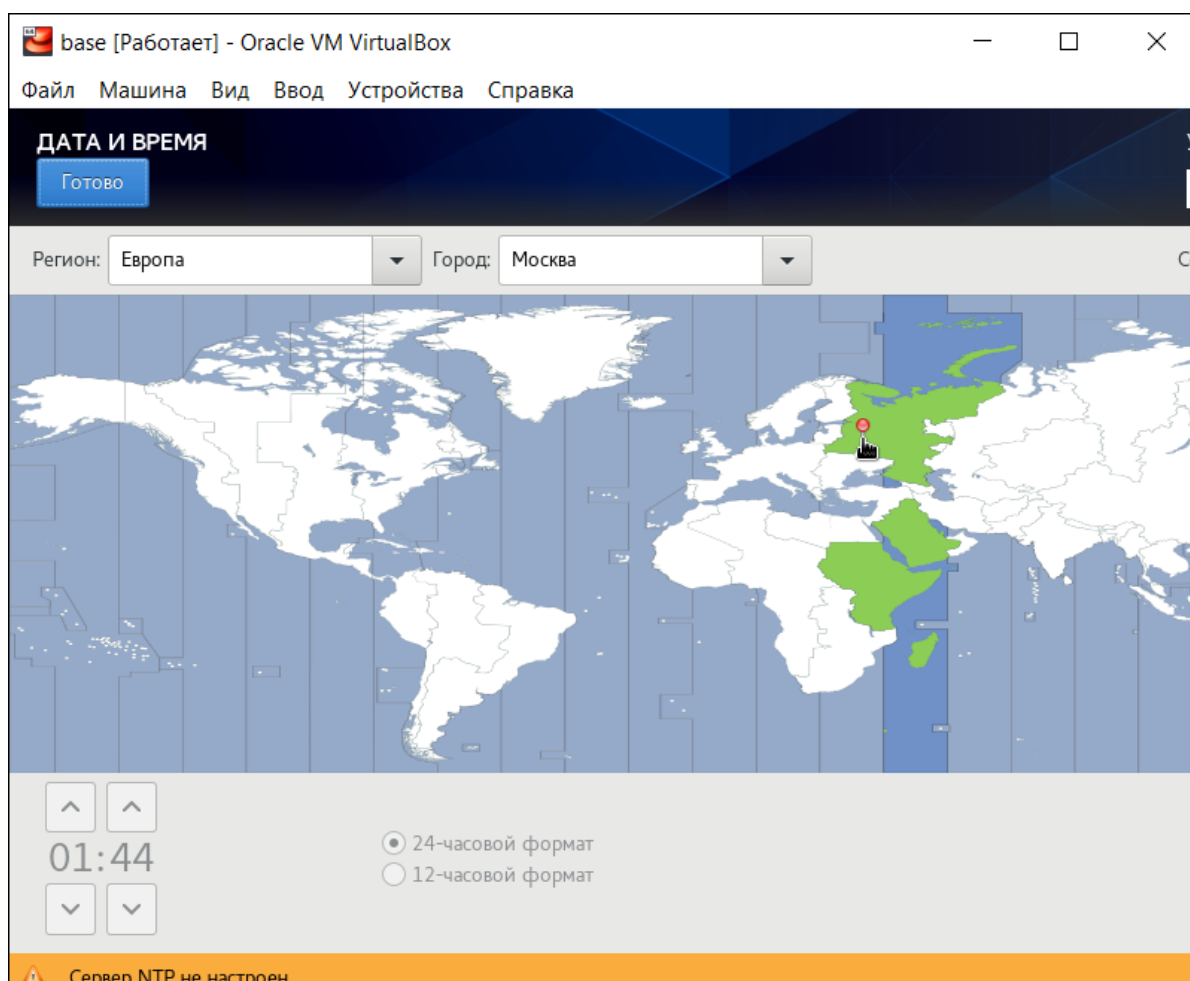 base [Работает] - Oracle VM VirtualBox
Файл Машина Вид Ввод Устройства Справка
ДАТА И ВРЕМЯ
Готово
Регион: Европа Город: Москва
01:44
24-часовой формат
12-часовой формат
Сервер NTP не настроен